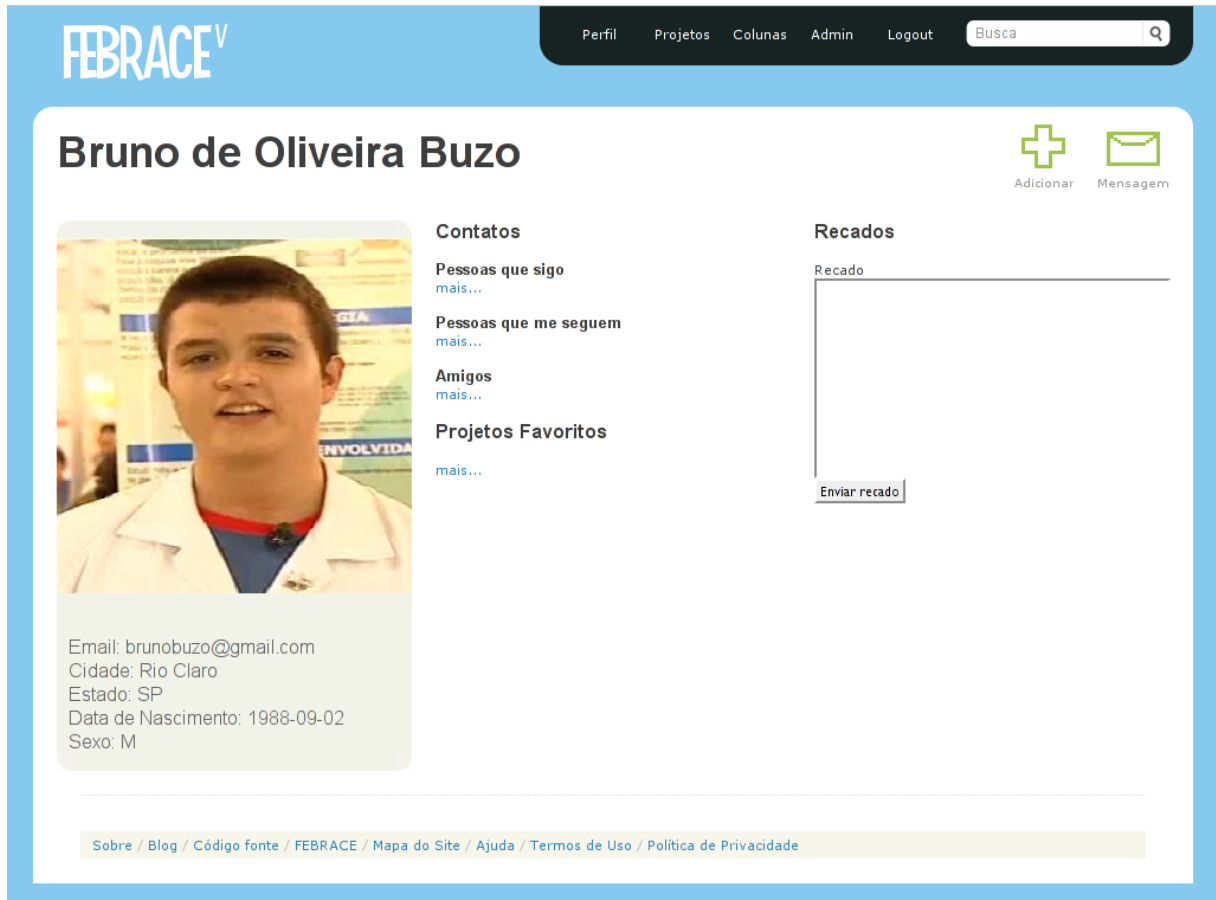 FEBRACE V
Perfil Projetos Colunas Admin Logout Busca
Bruno de Oliveira Buzo
Adicionar Mensagem
Contatos
Pessoas que sigo
mais...
Pessoas que me seguem
mais...
Amigos
mais...
Projetos Favoritos
mais...
Recados
Recado
Enviar recado
GIA
ENVOLVIDA
Email: brunobuzo@gmail.com
Cidade: Rio Claro
Estado: SP
Data de Nascimento: 1988-09-02
Sexo: M
Sobre / Blog / Código fonte / FEBRACE / Mapa do Site / Ajuda / Termos de Uso / Política de Privacidade